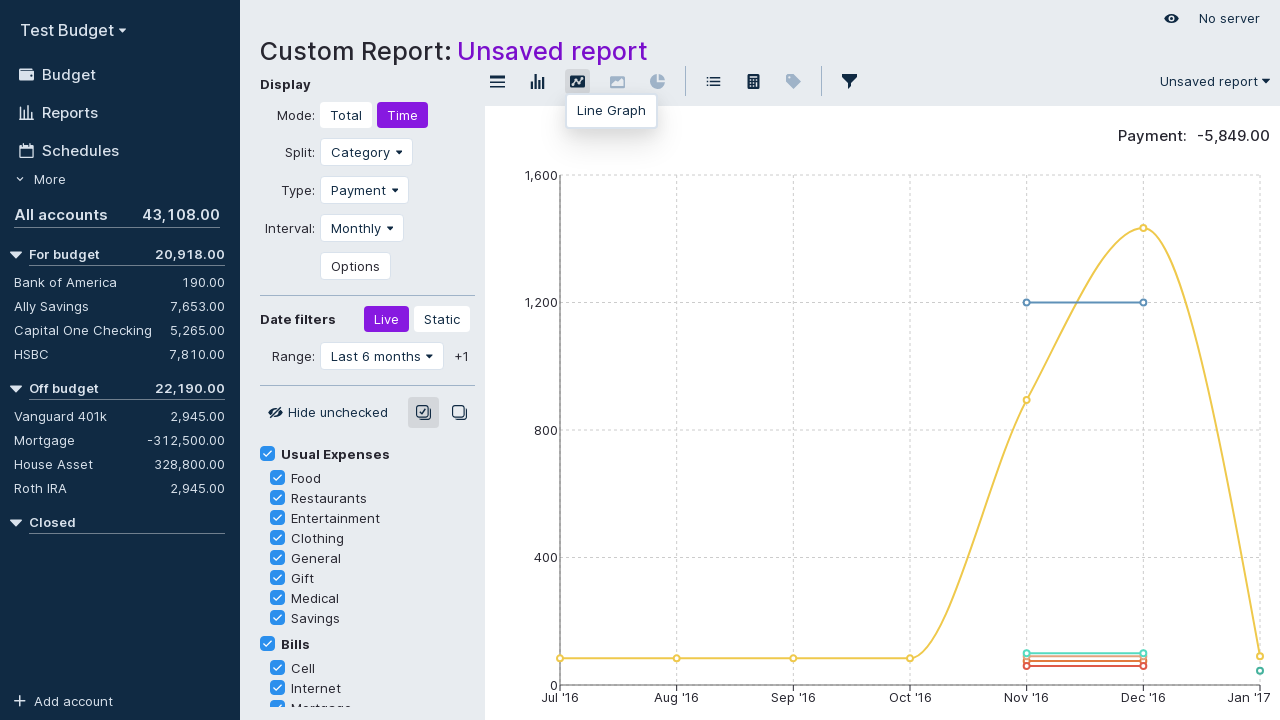 Test Budget
Budget
Reports
Schedules
More
All accounts 43,108.00
For budget 20,918.00
Bank of America 190.00
Ally Savings 7,653.00
Capital One Checking 5,265.00
HSBC 7,810.00
Off budget 22,190.00
Vanguard 401k 2,945.00
Mortgage -312,500.00
House Asset 328,800.00
Roth IRA 2,945.00
Closed
Add account
No server
Custom Report: Unsaved report
Display
Mode: Total Time
Split: Category
Type: Payment
Interval: Monthly
Options
Date filters Live Static
Range: Last 6 months +1
Hide unchecked
Usual Expenses
Food
Restaurants
Entertainment
Clothing
General
Gift
Medical
Savings
Bills
Cell
Internet
Mortgage
Unsaved report
Line Graph
Payment: -5,849.00
1,600
1,200
800
400
0
Jul '16 Aug '16 Sep '16 Oct '16 Nov '16 Dec '16 Jan '17